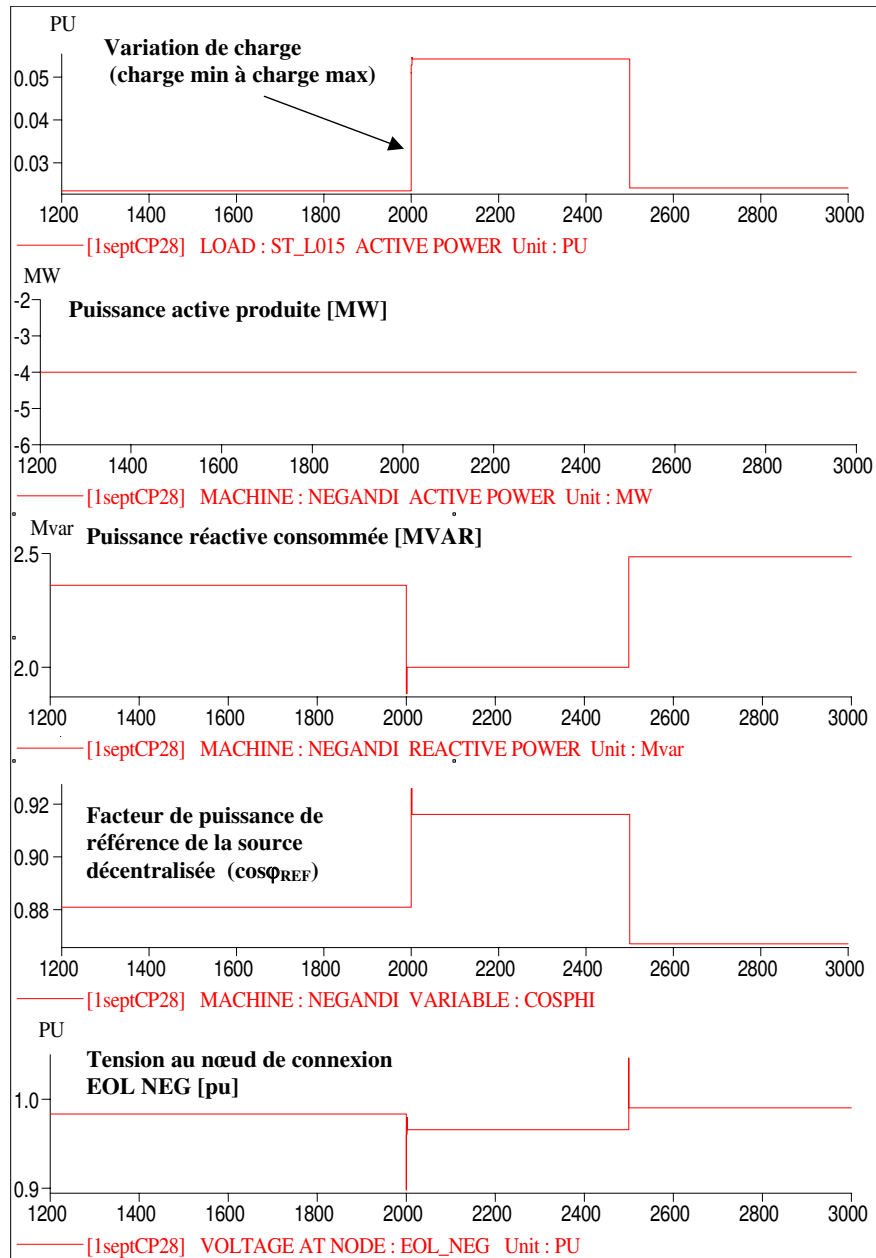 PU
Variation de charge
(charge min à charge max)
0.05
0.04
0.03
1200 1400 1600 1800 2000 2200 2400 2600 2800 3000
[1septCP28] LOAD : ST_L015 ACTIVE POWER Unit : PU
MW
-2
Puissance active produite [MW]
-3
-4
-5
-6
1200 1400 1600 1800 2000 2200 2400 2600 2800 3000
[1septCP28] MACHINE : NEGANDI ACTIVE POWER Unit : MW
Mvar
Puissance réactive consommée [MVAR]
2.5
2.0
1200 1400 1600 1800 2000 2200 2400 2600 2800 3000
[1septCP28] MACHINE : NEGANDI REACTIVE POWER Unit : Mvar
0.92
Facteur de puissance de
référence de la source
décentralisée (cosφREF)
0.90
0.88
1200 1400 1600 1800 2000 2200 2400 2600 2800 3000
[1septCP28] MACHINE : NEGANDI VARIABLE : COSPHI
PU
Tension au nœud de connexion
EOL NEG [pu]
1.0
0.9
1200 1400 1600 1800 2000 2200 2400 2600 2800 3000
[1septCP28] VOLTAGE AT NODE : EOL_NEG Unit : PU